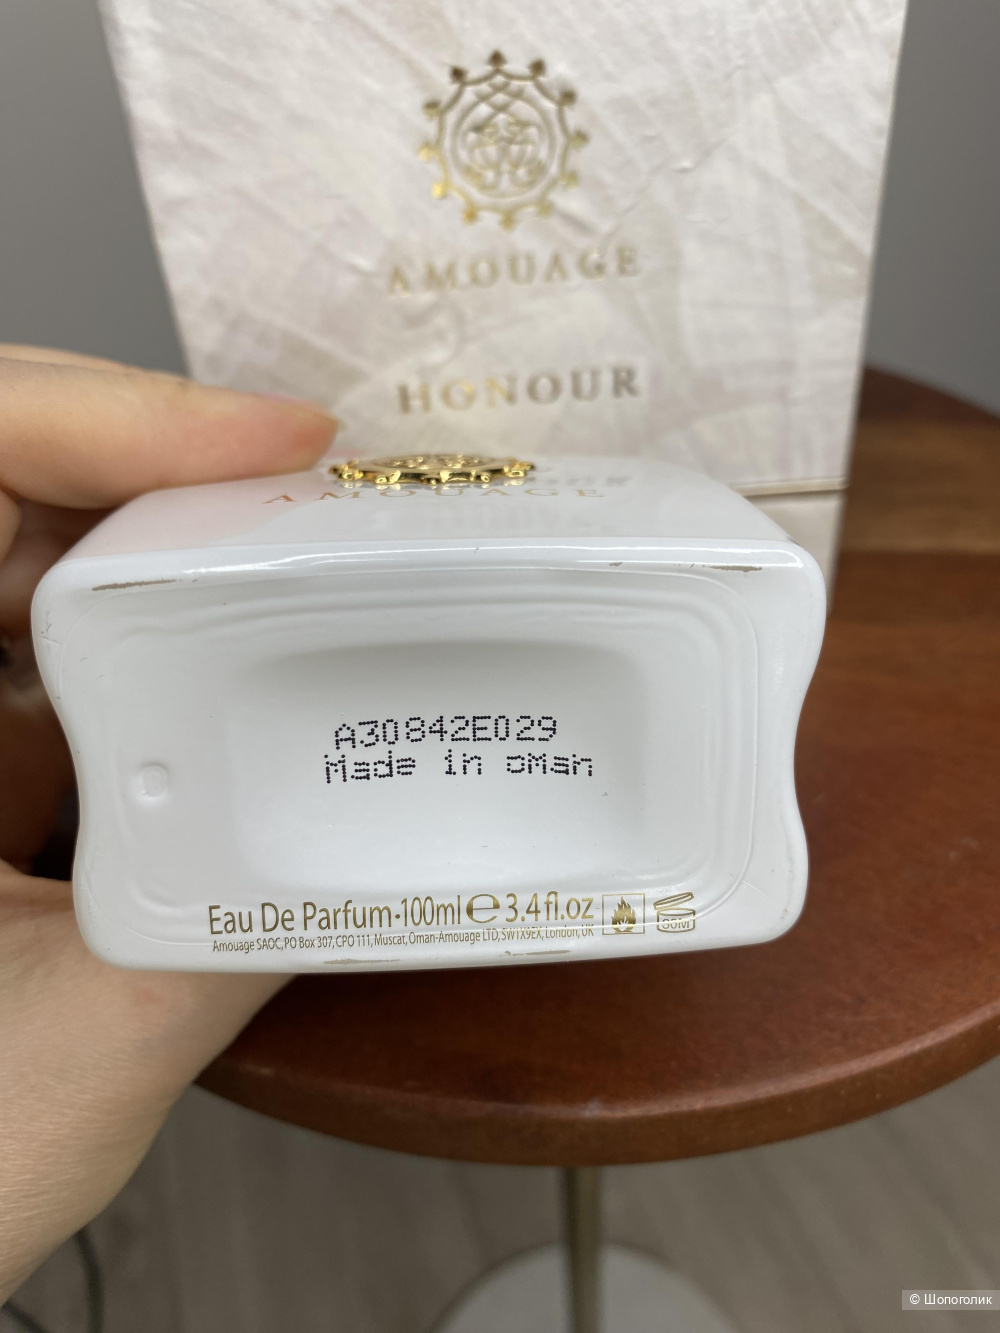 AMOUAGE
HONOUR
AMOUAGE
A30842E029
Made in oman
Eau De Parfum·100ml ℮ 3.4 fl.oz
Amouage SAOC, PO Box 307, CPO 111, Muscat, Oman-Amouage LTD, SW1X9EX, London, UK
© Шопоголик